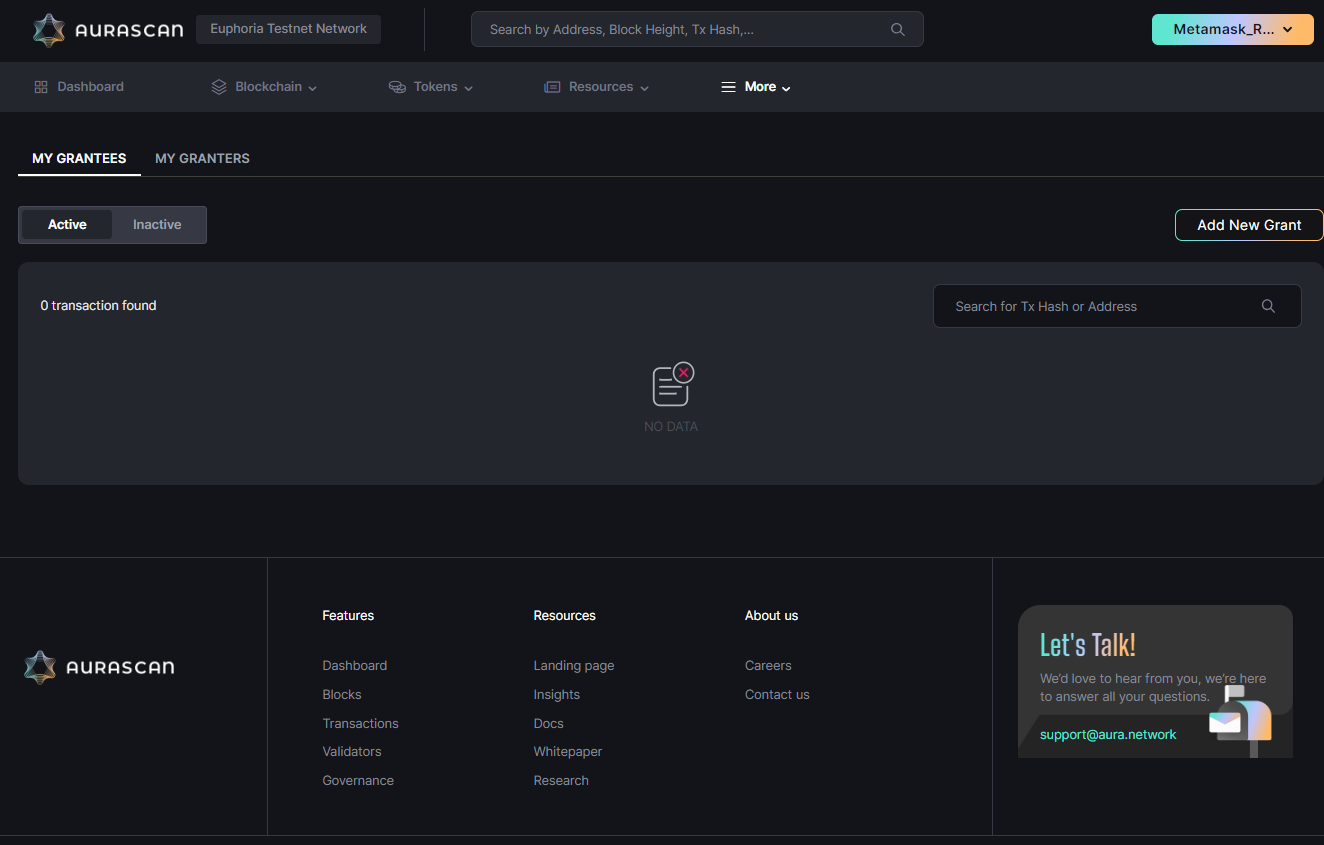 AURASCAN
Euphoria Testnet Network
Search by Address, Block Height, Tx Hash,...
Metamask_R...
Dashboard
Blockchain
Tokens
Resources
More
MY GRANTEES
MY GRANTERS
Active
Inactive
Add New Grant
0 transaction found
Search for Tx Hash or Address
NO DATA
AURASCAN
Features
Dashboard
Blocks
Transactions
Validators
Governance
Resources
Landing page
Insights
Docs
Whitepaper
Research
About us
Careers
Contact us
Let's Talk!
We'd love to hear from you, we're here
to answer all your questions.
support@aura.network